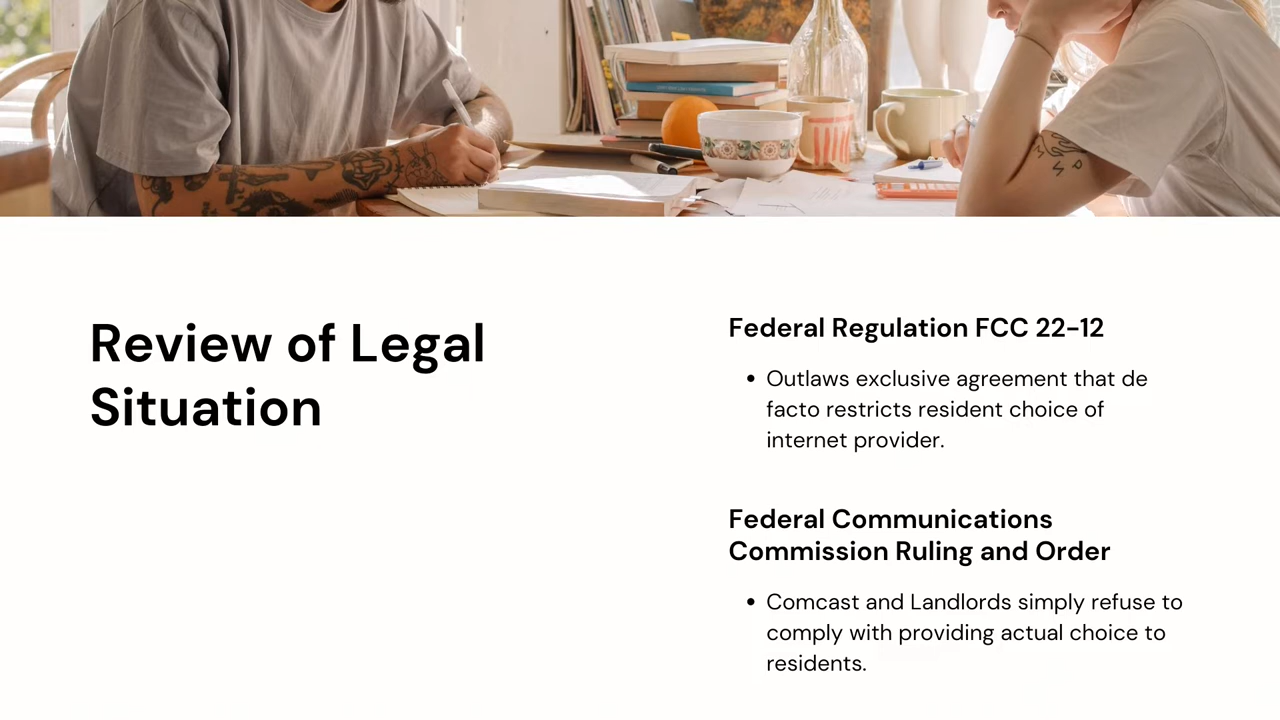 Review of Legal
Situation
Federal Regulation FCC 22-12
• Outlaws exclusive agreement that de
facto restricts resident choice of
internet provider.
Federal Communications
Commission Ruling and Order
• Comcast and Landlords simply refuse to
comply with providing actual choice to
residents.